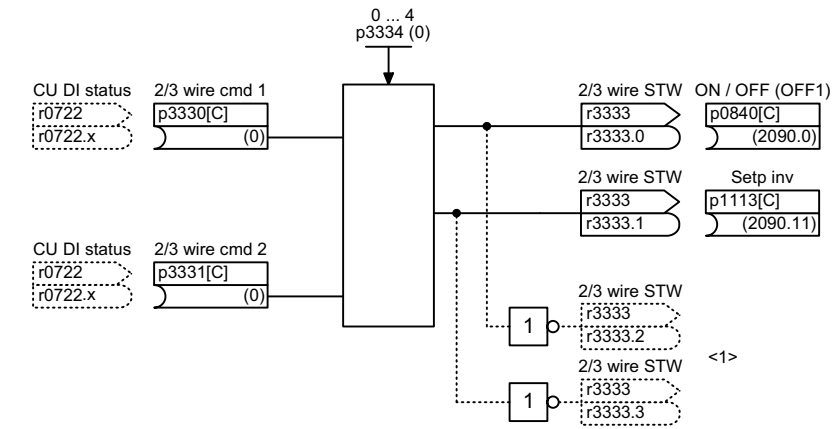 0 ... 4
p3334 (0)
CU DI status
2/3 wire cmd 1
r0722
p3330[C]
r0722.x
(0)
2/3 wire STW
ON / OFF (OFF1)
r3333
p0840[C]
r3333.0
(2090.0)
2/3 wire STW
Setp inv
r3333
p1113[C]
r3333.1
(2090.11)
CU DI status
2/3 wire cmd 2
r0722
p3331[C]
r0722.x
(0)
2/3 wire STW
r3333
1
r3333.2
<1>
2/3 wire STW
r3333
1
r3333.3